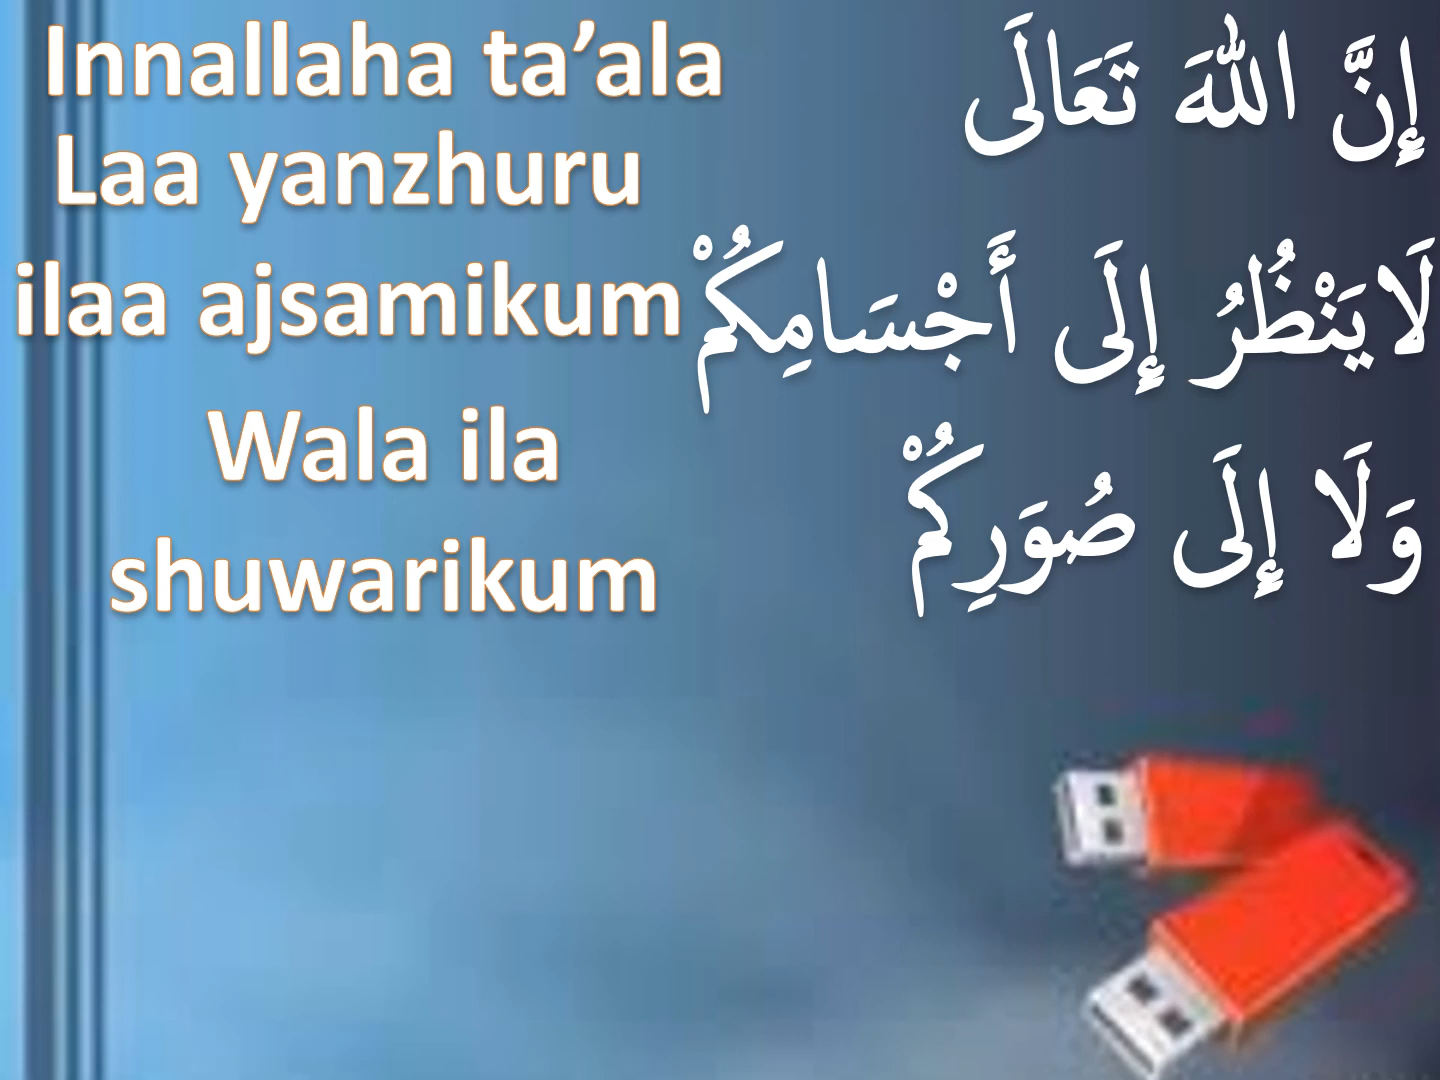 Innallaha ta’ala
إِنَّ اللهَ تَعَالَى
Laa yanzhuru
ilaa ajsamikum
لَايَنْظُرُ إِلَى أَجْسَامِكُمْ
Wala ila
shuwarikum
وَلَا إِلَى صُوَرِكُمْ